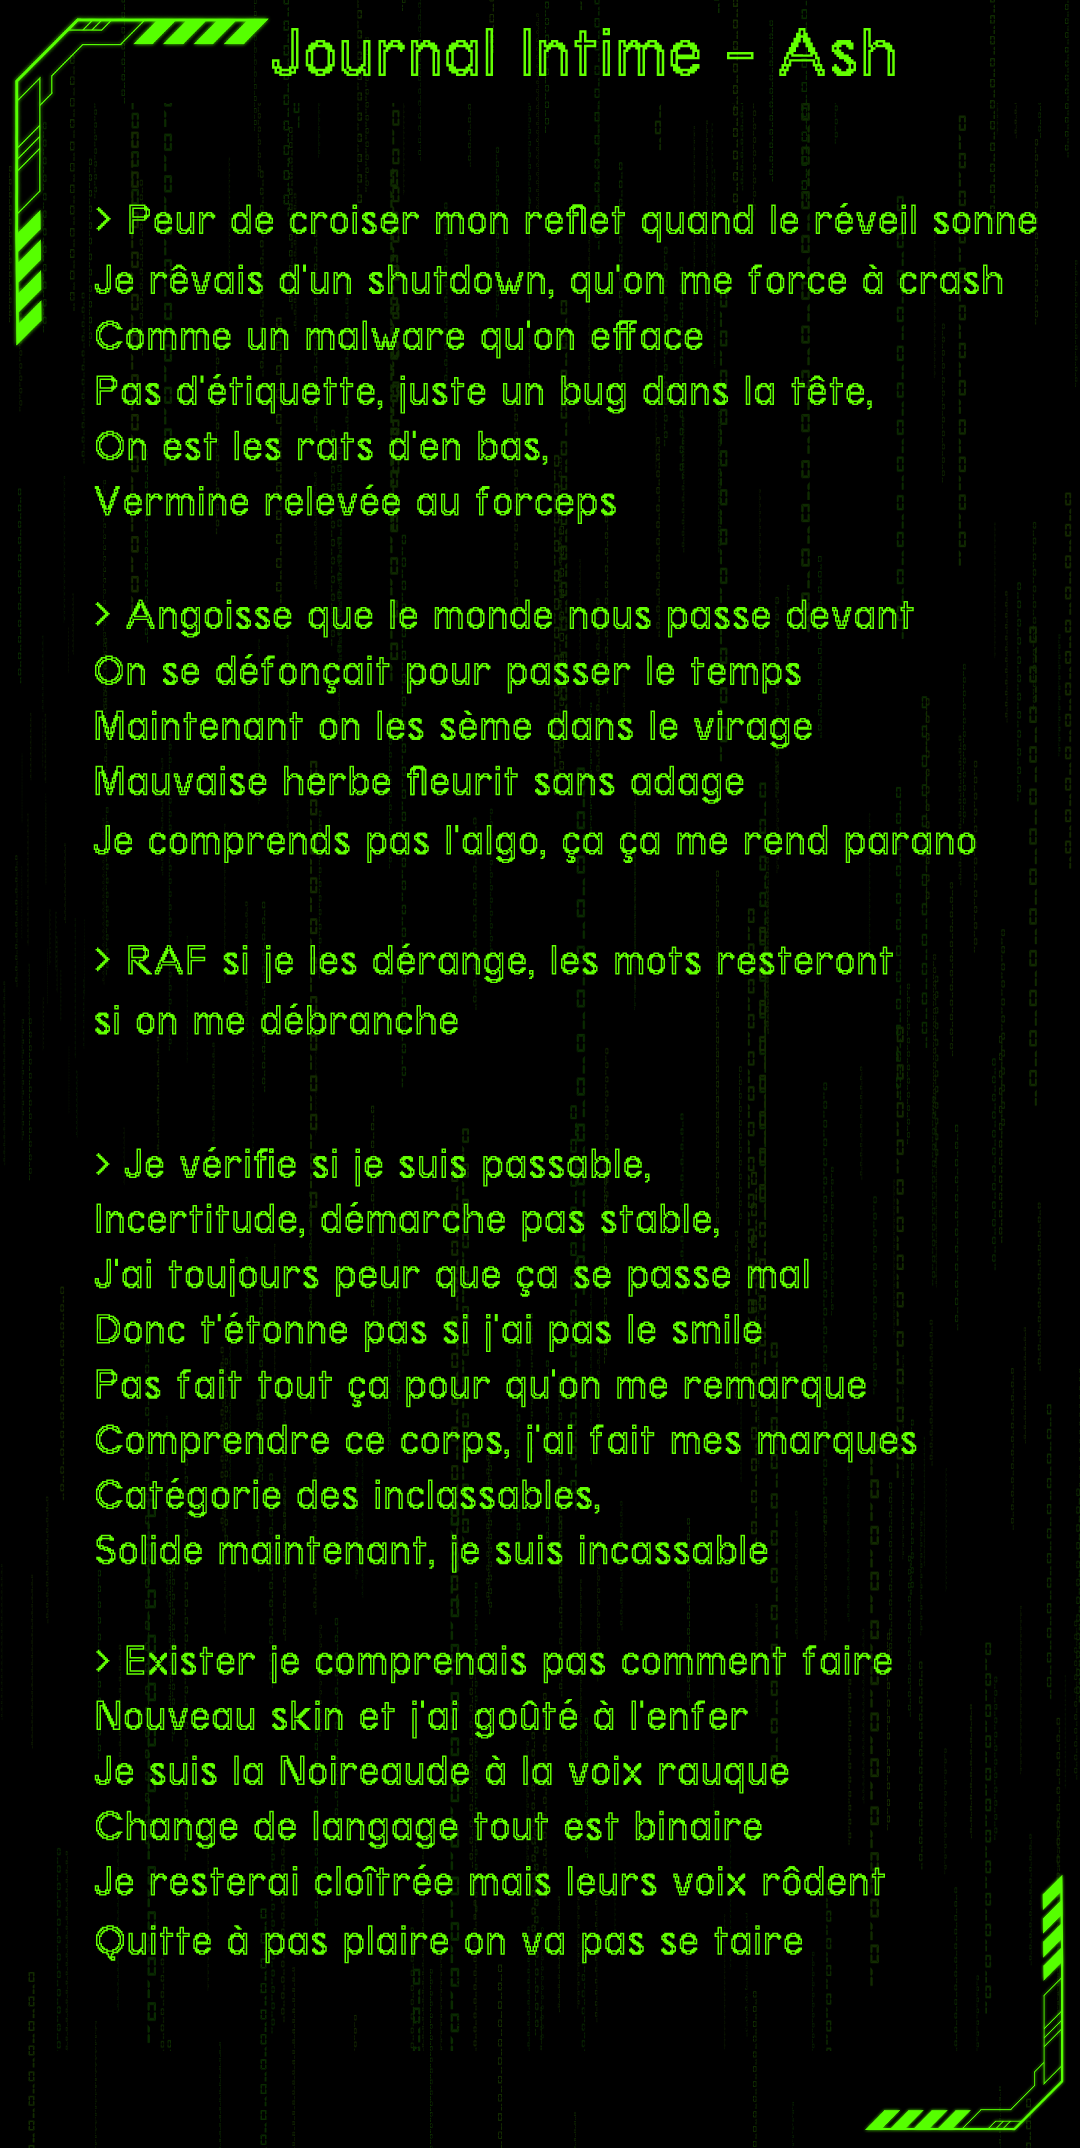 Journal Intime - Ash
> Peur de croiser mon reflet quand le réveil sonne
Je rêvais d'un shutdown, qu'on me force à crash
Comme un malware qu'on efface
Pas d'étiquette, juste un bug dans la tête,
On est les rats d'en bas,
Vermine relevée au forceps
> Angoisse que le monde nous passe devant
On se défonçait pour passer le temps
Maintenant on les sème dans le virage
Mauvaise herbe fleurit sans adage
Je comprends pas l'algo, ça ça me rend parano
> RAF si je les dérange, les mots resteront
si on me débranche
> Je vérifie si je suis passable,
Incertitude, démarche pas stable,
J'ai toujours peur que ça se passe mal
Donc t'étonne pas si j'ai pas le smile
Pas fait tout ça pour qu'on me remarque
Comprendre ce corps, j'ai fait mes marques
Catégorie des inclassables,
Solide maintenant, je suis incassable
> Exister je comprenais pas comment faire
Nouveau skin et j'ai goûté à l'enfer
Je suis la Noireaude à la voix rauque
Change de langage tout est binaire
Je resterai cloîtrée mais leurs voix rôdent
Quitte à pas plaire on va pas se taire